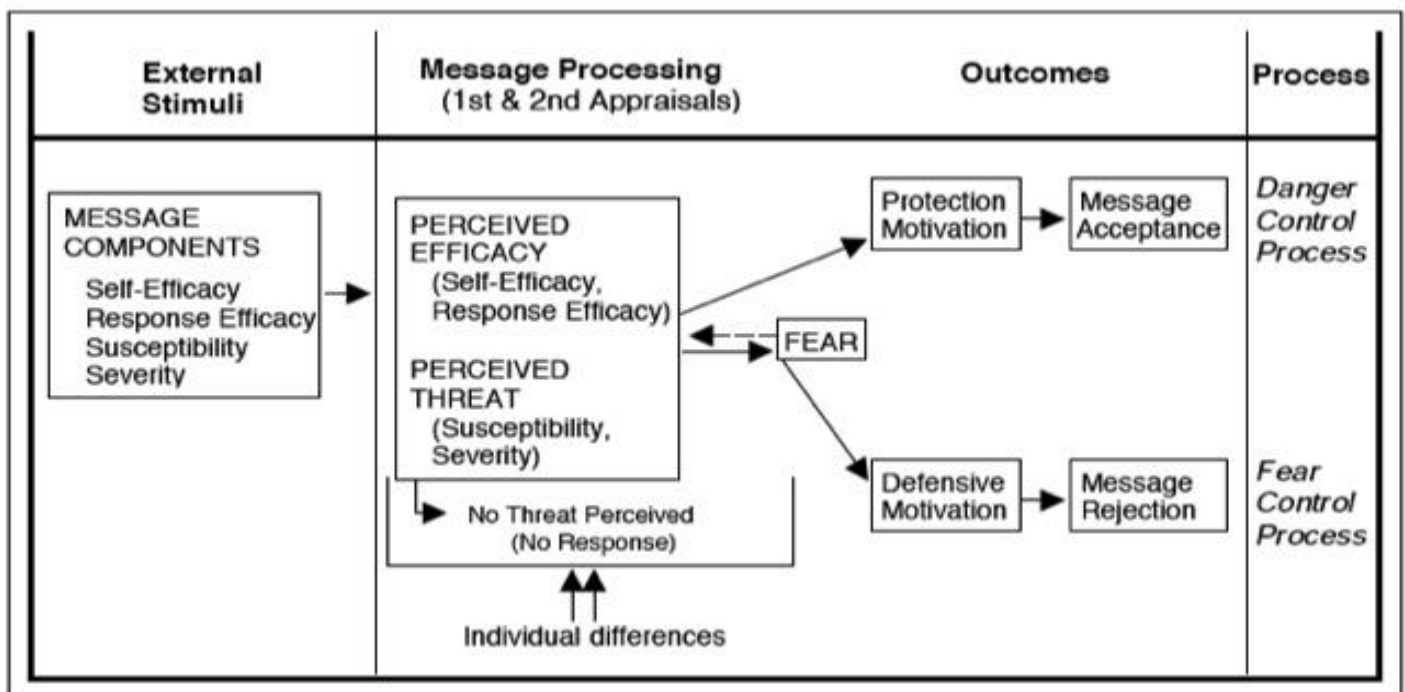 External
Stimuli
Message Processing
(1st & 2nd Appraisals)
Outcomes
Process
MESSAGE
COMPONENTS
Self-Efficacy
Response Efficacy
Susceptibility
Severity
PERCEIVED
EFFICACY
(Self-Efficacy,
Response Efficacy)
PERCEIVED
THREAT
(Susceptibility,
Severity)
No Threat Perceived
(No Response)
Individual differences
FEAR
Protection
Motivation
Message
Acceptance
Defensive
Motivation
Message
Rejection
Danger
Control
Process
Fear
Control
Process